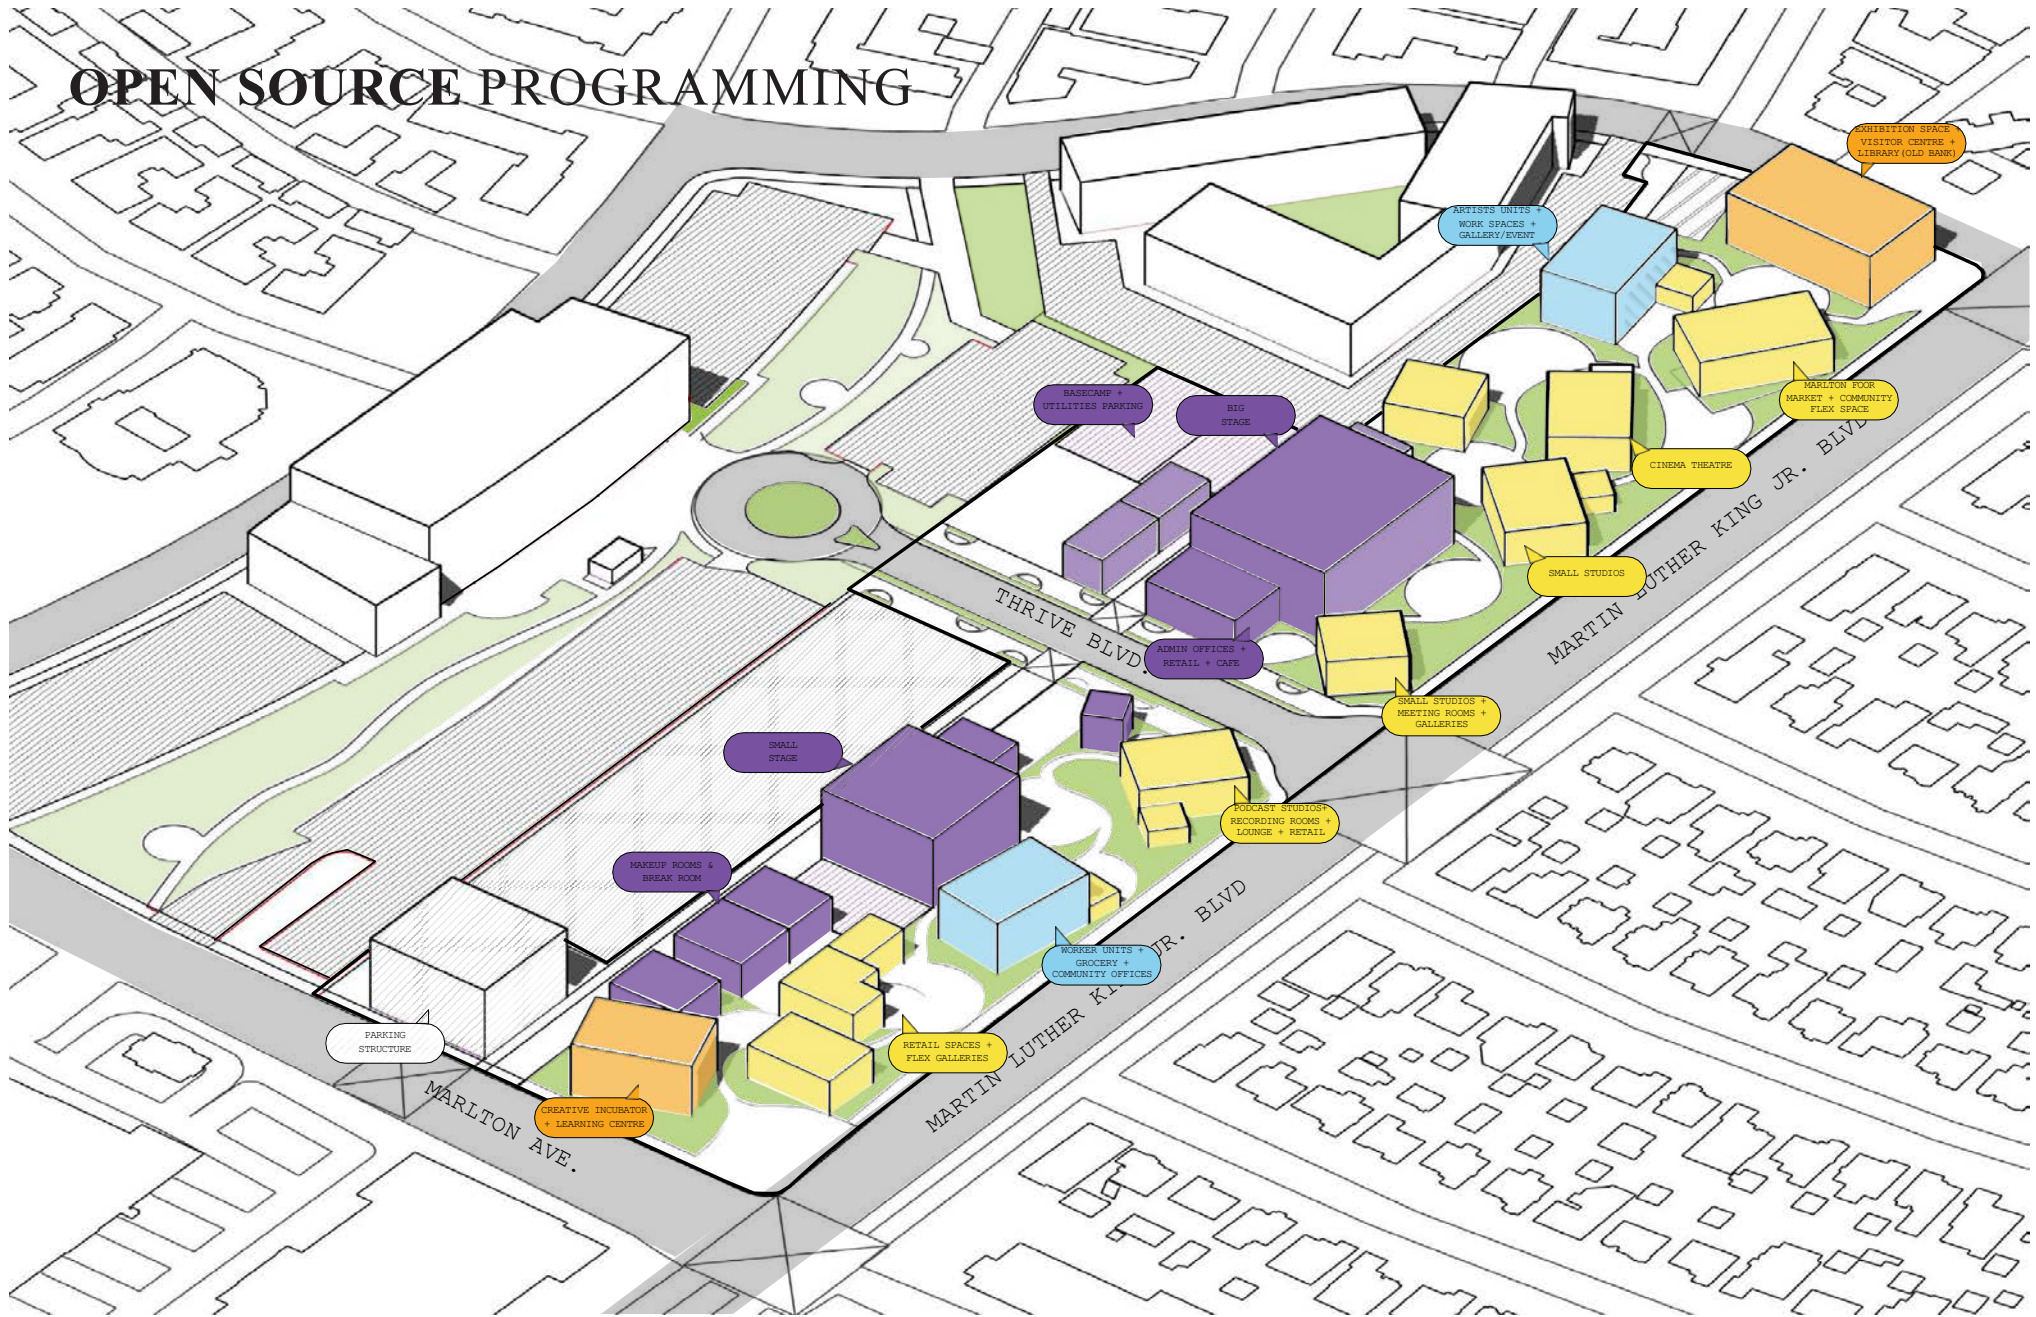 OPEN SOURCE PROGRAMMING
EXHIBITION SPACE
VISITOR CENTRE +
LIBRARY(OLD BANK)
ARTISTS UNITS +
WORK SPACES +
GALLERY/EVENT
BASECAMP +
UTILITIES PARKING
BIG
STAGE
MARLTON FOOR
MARKET + COMMUNITY
FLEX SPACE
CINEMA THEATRE
SMALL STUDIOS
MARTIN LUTHER KING JR. BLVD
THRIVE BLVD.
ADMIN OFFICES +
RETAIL + CAFE
SMALL STUDIOS +
MEETING ROOMS +
GALLERIES
SMALL
STAGE
PODCAST STUDIOS+
RECORDING ROOMS +
LOUNGE + RETAIL
MAKEUP ROOMS &
BREAK ROOM
WORKER UNITS +
GROCERY +
COMMUNITY OFFICES
MARTIN LUTHER KI JR. BLVD
PARKING
STRUCTURE
RETAIL SPACES +
FLEX GALLERIES
CREATIVE INCUBATOR
+ LEARNING CENTRE
MARLTON AVE.